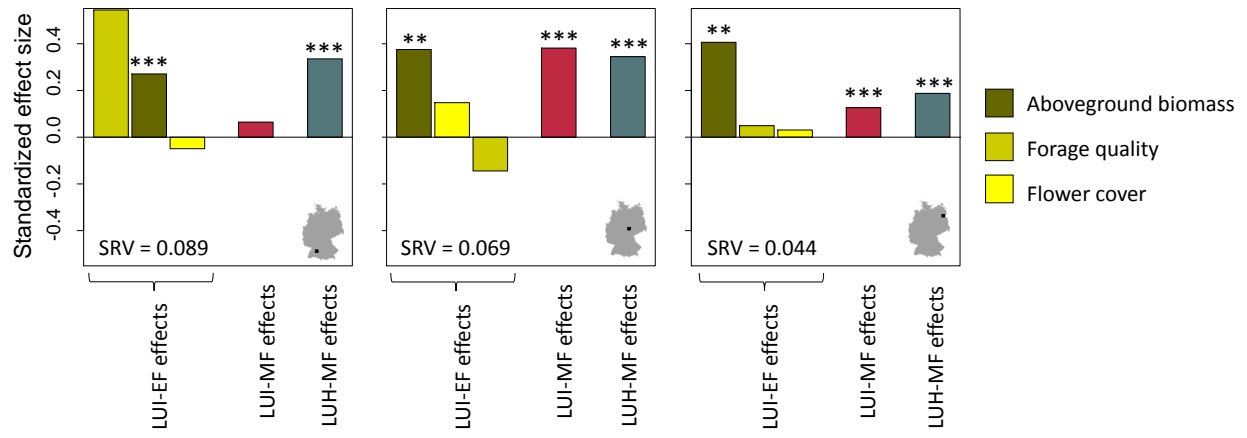 Standardized effect size
0.4
0.2
0.0
-0.2
-0.4
***
***
SRV = 0.089
LUI-EF effects
LUI-MF effects
LUH-MF effects
**
***
***
SRV = 0.069
LUI-EF effects
LUI-MF effects
LUH-MF effects
**
***
***
SRV = 0.044
LUI-EF effects
LUI-MF effects
LUH-MF effects
Aboveground biomass
Forage quality
Flower cover